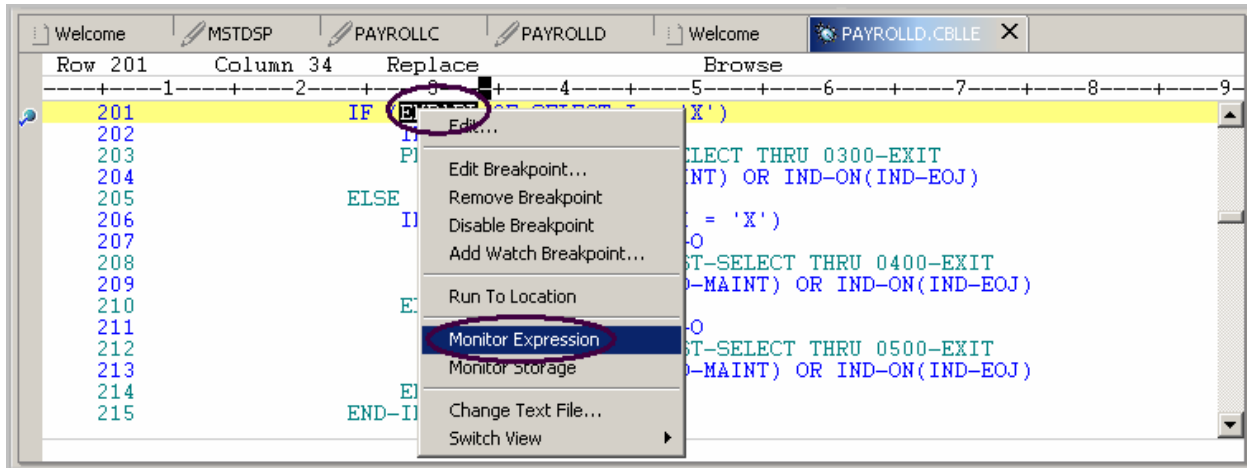 Welcome MSTDSP PAYROLLC PAYROLLD Welcome PAYROLLD.CBLLE
Row 201 Column 34 Replace Browse
-----+----1----+----2----+----3----+----4----+----5----+----6----+----7----+----8----+----9-
201 IF ( OF SELECT 'X')
202
203 ELECT THRU 0300-EXIT
204 NT) OR IND-ON(IND-EOJ)
205 ELSE
206 = 'X')
207 -O
208 ST-SELECT THRU 0400-EXIT
209 D-MAINT) OR IND-ON(IND-EOJ)
210
211 -O
212 ST-SELECT THRU 0500-EXIT
213 D-MAINT) OR IND-ON(IND-EOJ)
214
215 END-I
Edit...
Edit Breakpoint...
Remove Breakpoint
Disable Breakpoint
Add Watch Breakpoint...
Run To Location
Monitor Expression
Monitor Storage
Change Text File...
Switch View